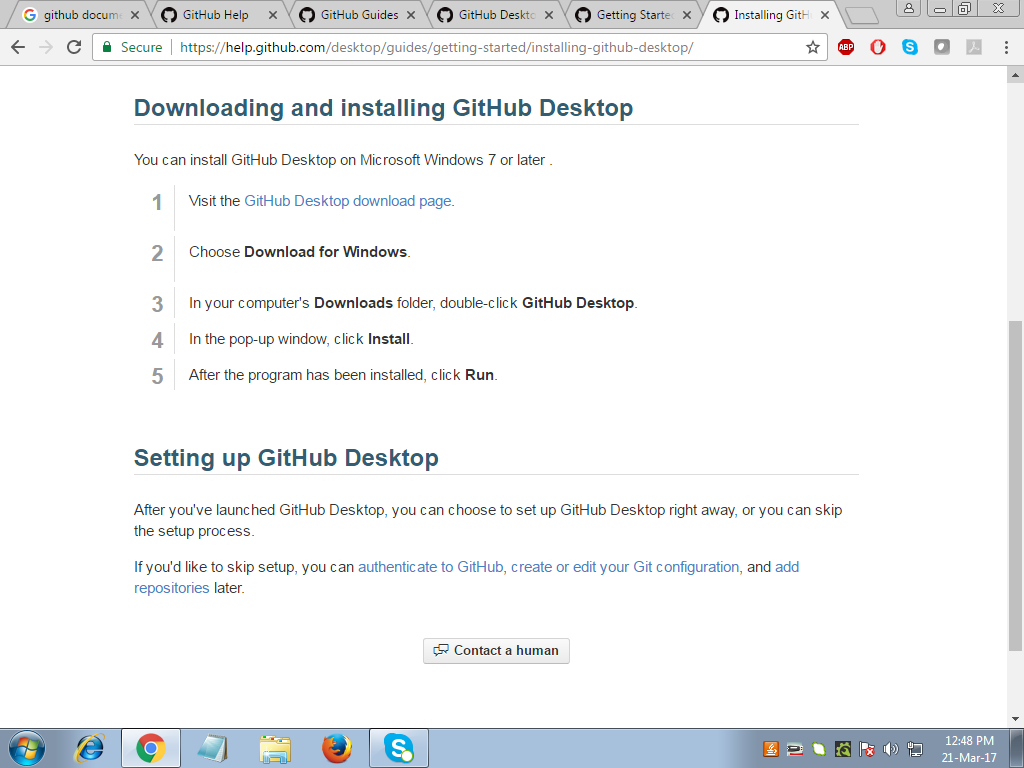 github docum
GitHub Help
GitHub Guides
GitHub Deskto
Getting Starte
Installing GitH
Secure
https://help.github.com/desktop/guides/getting-started/installing-github-desktop/
ABP
Downloading and installing GitHub Desktop
You can install GitHub Desktop on Microsoft Windows 7 or later .
1 Visit the GitHub Desktop download page.
2 Choose Download for Windows.
3 In your computer's Downloads folder, double-click GitHub Desktop.
4 In the pop-up window, click Install.
5 After the program has been installed, click Run.
Setting up GitHub Desktop
After you've launched GitHub Desktop, you can choose to set up GitHub Desktop right away, or you can skip
the setup process.
If you'd like to skip setup, you can authenticate to GitHub, create or edit your Git configuration, and add
repositories later.
Contact a human
12:48 PM
21-Mar-17